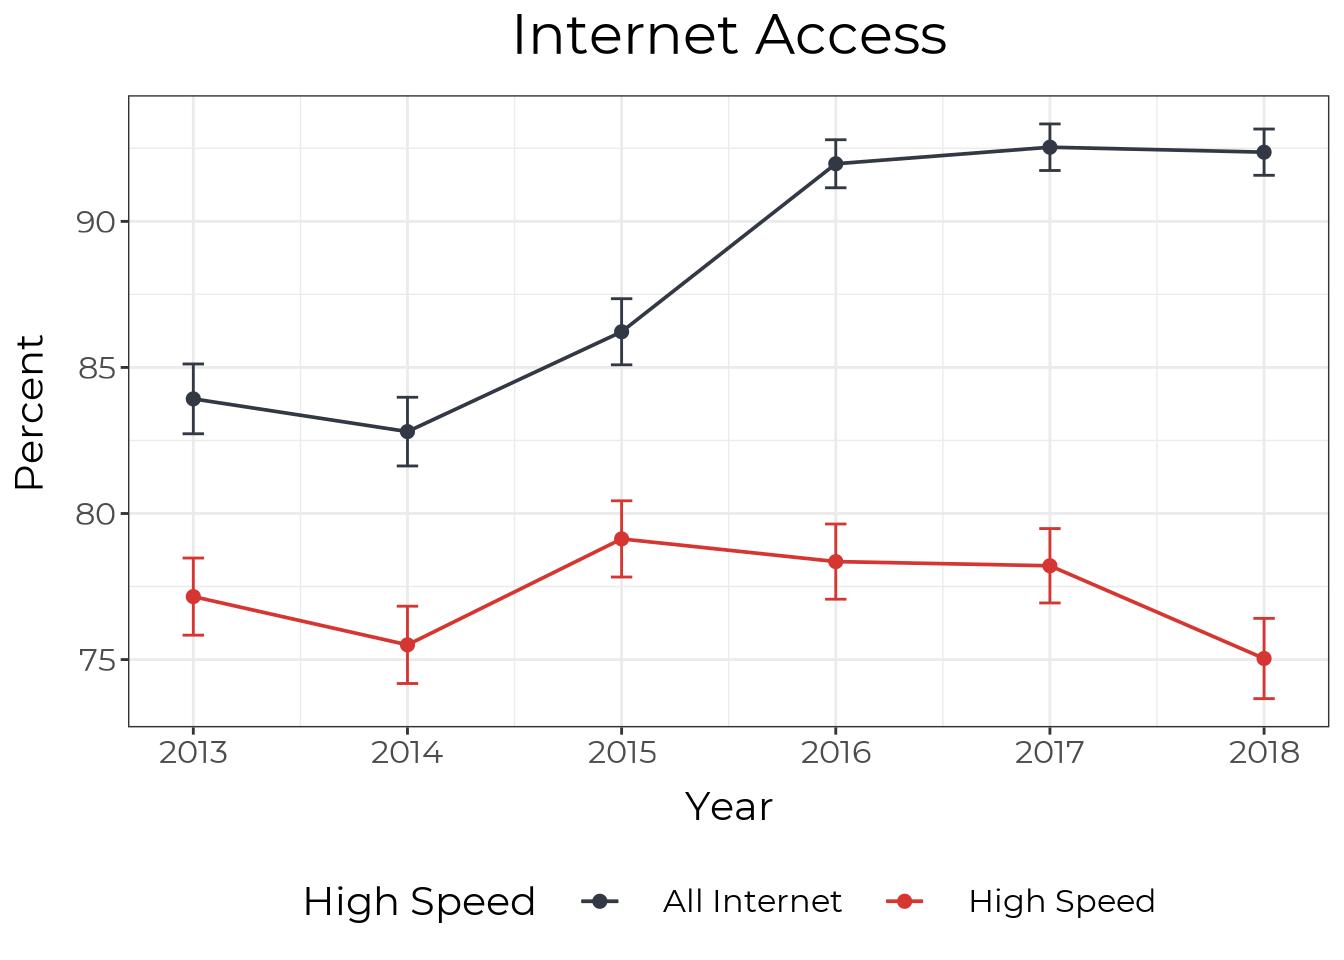 Internet Access
Percent
90
85
80
75
2013 2014 2015 2016 2017 2018
Year
High Speed All Internet High Speed